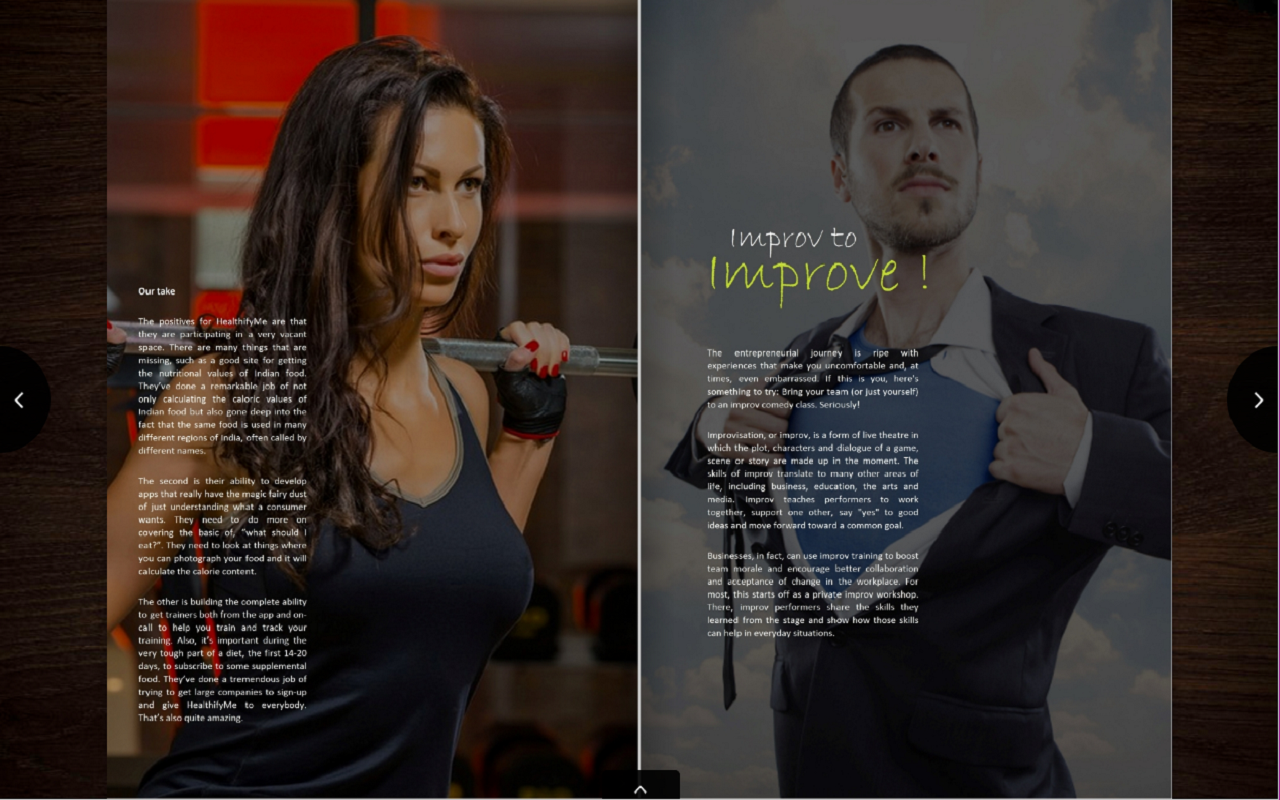 Our take
The positives for HealthifyMe are that
they are participating in a very vacant
space. There are many things that are
missing, such as a good site for getting
the nutritional values of Indian food.
They've done a remarkable job of not
only calculating the caloric values of
Indian food but also gone deep into the
fact that the same food is used in many
different regions of India, often called by
different names.
The second is their ability to develop
apps that really have the magic fairy dust
of just understanding what a consumer
wants. They need to do more on
covering the basic of, "what should I
eat?". They need to look at things where
you can photograph your food and it will
calculate the calorie content.
The other is building the complete ability
to get trainers both from the app and on-
call to help you train and track your
training. Also, it's important during the
very tough part of a diet, the first 14-20
days, to subscribe to some supplemental
food. They've done a tremendous job of
trying to get large companies to sign-up
and give HealthifyMe to everybody.
That's also quite amazing.
Improv to
Improve !
The entrepreneurial journey is ripe with
experiences that make you uncomfortable and, at
times, even embarrassed. If this is you, here's
something to try: Bring your team (or just yourself)
to an improv comedy class. Seriously!
Improvisation, or improv, is a form of live theatre in
which the plot, characters and dialogue of a game,
scene or story are made up in the moment. The
skills of improv translate to many other areas of
life, including business, education, the arts and
media. Improv teaches performers to work
together, support one other, say "yes" to good
ideas and move forward toward a common goal.
Businesses, in fact, can use improv training to boost
team morale and encourage better collaboration
and acceptance of change in the workplace. For
most, this starts off as a private improv workshop.
There, improv performers share the skills they
learned from the stage and show how those skills
can help in everyday situations.